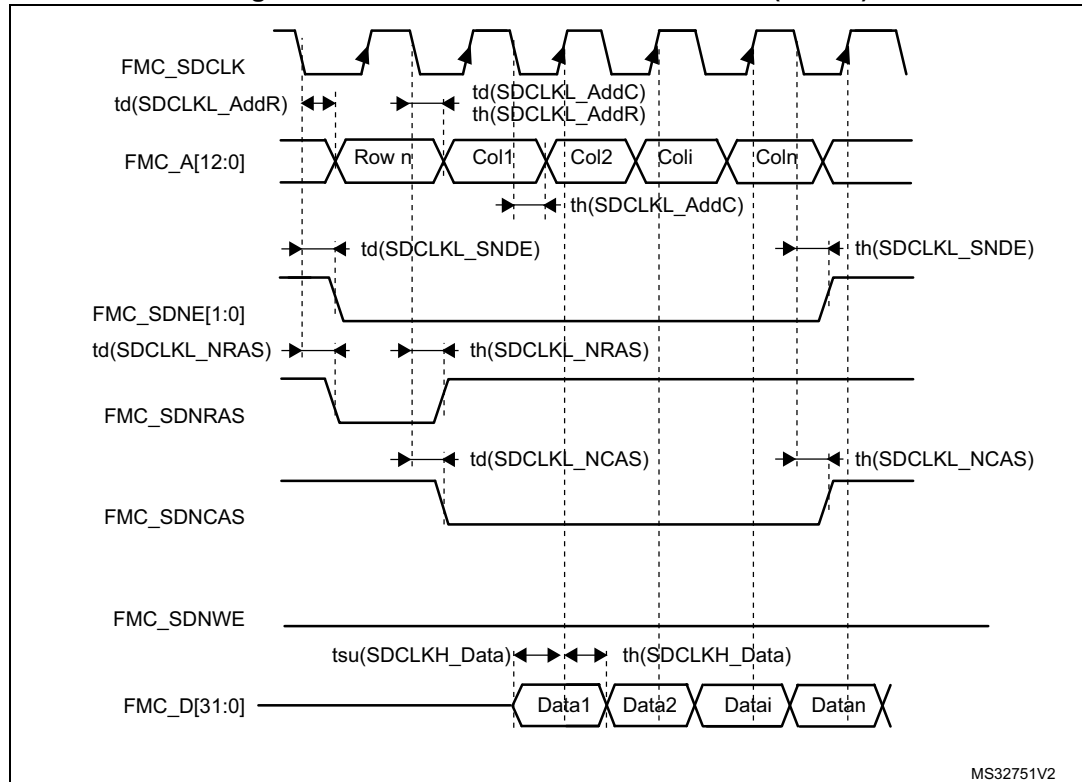 FMC_SDCLK
td(SDCLKL_AddR)
td(SDCLKL_AddC)
th(SDCLKL_AddR)
FMC_A[12:0]
Row n Col1 Col2 Coli Coln
th(SDCLKL_AddC)
td(SDCLKL_SNDE) th(SDCLKL_SNDE)
FMC_SDNE[1:0]
td(SDCLKL_NRAS) th(SDCLKL_NRAS)
FMC_SDNRAS
td(SDCLKL_NCAS) th(SDCLKL_NCAS)
FMC_SDNCAS
FMC_SDNWE
tsu(SDCLKH_Data) th(SDCLKH_Data)
FMC_D[31:0] Data1 Data2 Datai Datan
MS32751V2